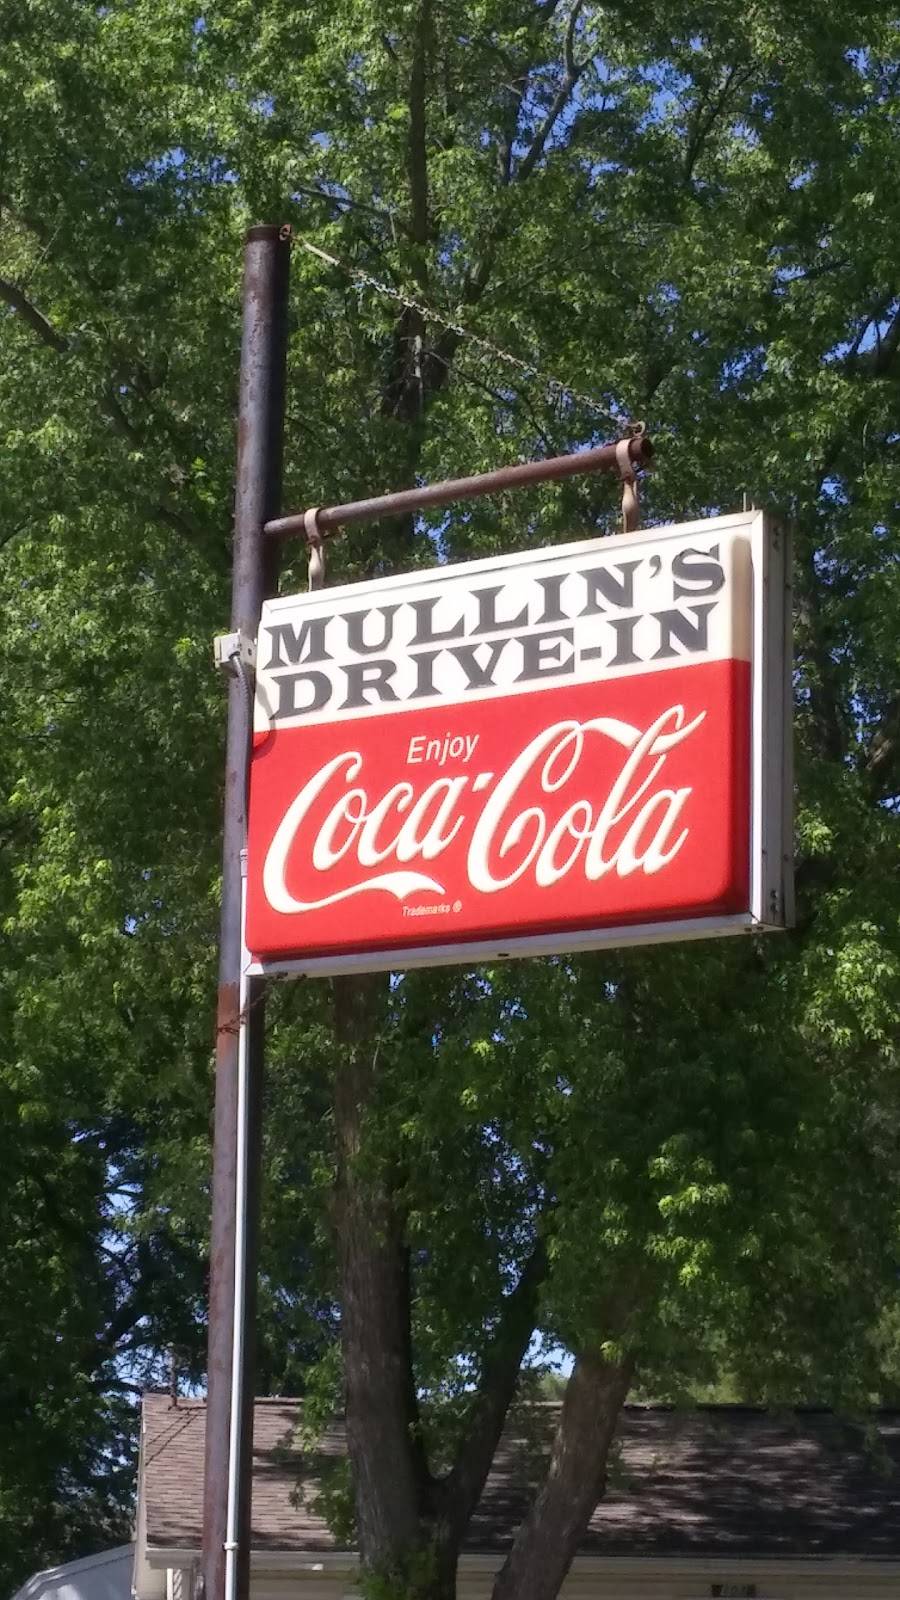 MULLIN'S
DRIVE-IN
Enjoy
Coca-Cola
Trademarks ®